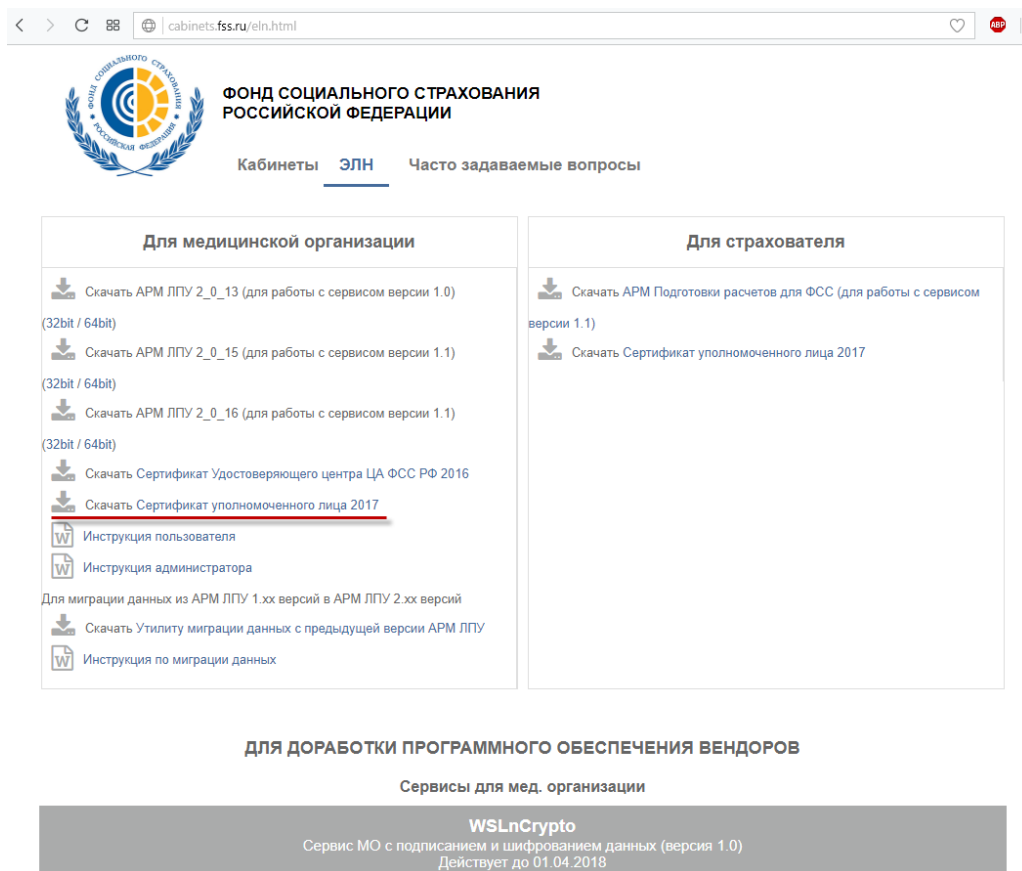 cabinets.fss.ru/eln.html
ABP
ФОНД СОЦИАЛЬНОГО СТРАХОВАНИЯ
РОССИЙСКАЯ ФЕДЕРАЦИЯ
ФОНД СОЦИАЛЬНОГО СТРАХОВАНИЯ
РОССИЙСКОЙ ФЕДЕРАЦИИ
Кабинеты ЭЛН Часто задаваемые вопросы
Для медицинской организации
Скачать АРМ ЛПУ 2_0_13 (для работы с сервисом версии 1.0)
(32bit / 64bit)
Скачать АРМ ЛПУ 2_0_15 (для работы с сервисом версии 1.1)
(32bit / 64bit)
Скачать АРМ ЛПУ 2_0_16 (для работы с сервисом версии 1.1)
(32bit / 64bit)
Скачать Сертификат Удостоверяющего центра ЦА ФСС РФ 2016
Скачать Сертификат уполномоченного лица 2017
W Инструкция пользователя
W Инструкция администратора
Для миграции данных из АРМ ЛПУ 1.xx версий в АРМ ЛПУ 2.xx версий
Скачать Утилиту миграции данных с предыдущей версии АРМ ЛПУ
W Инструкция по миграции данных
Для страхователя
Скачать АРМ Подготовки расчетов для ФСС (для работы с сервисом
версии 1.1)
Скачать Сертификат уполномоченного лица 2017
ДЛЯ ДОРАБОТКИ ПРОГРАММНОГО ОБЕСПЕЧЕНИЯ ВЕНДОРОВ
Сервисы для мед. организации
WSLnCrypto
Сервис МО с подписанием и шифрованием данных (версия 1.0)
Действует до 01.04.2018